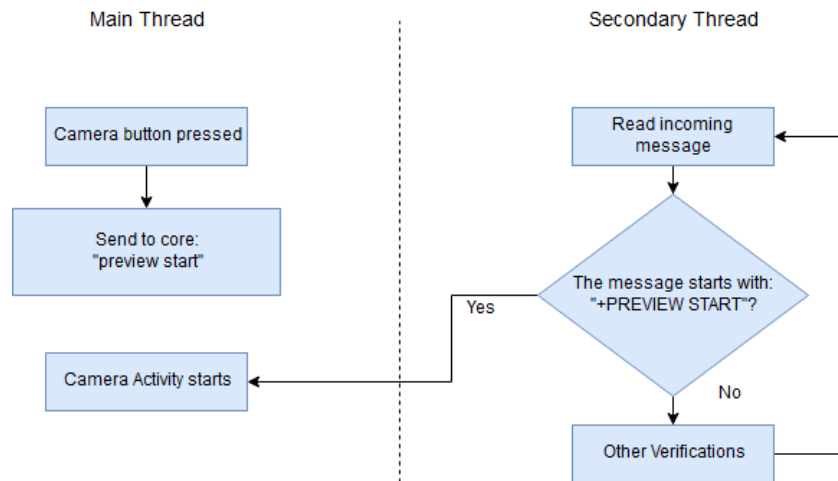 Main Thread
Secondary Thread
Camera button pressed
Send to core:
"preview start"
Camera Activity starts
Read incoming
message
The message starts with:
"+PREVIEW START"?
Yes
No
Other Verifications